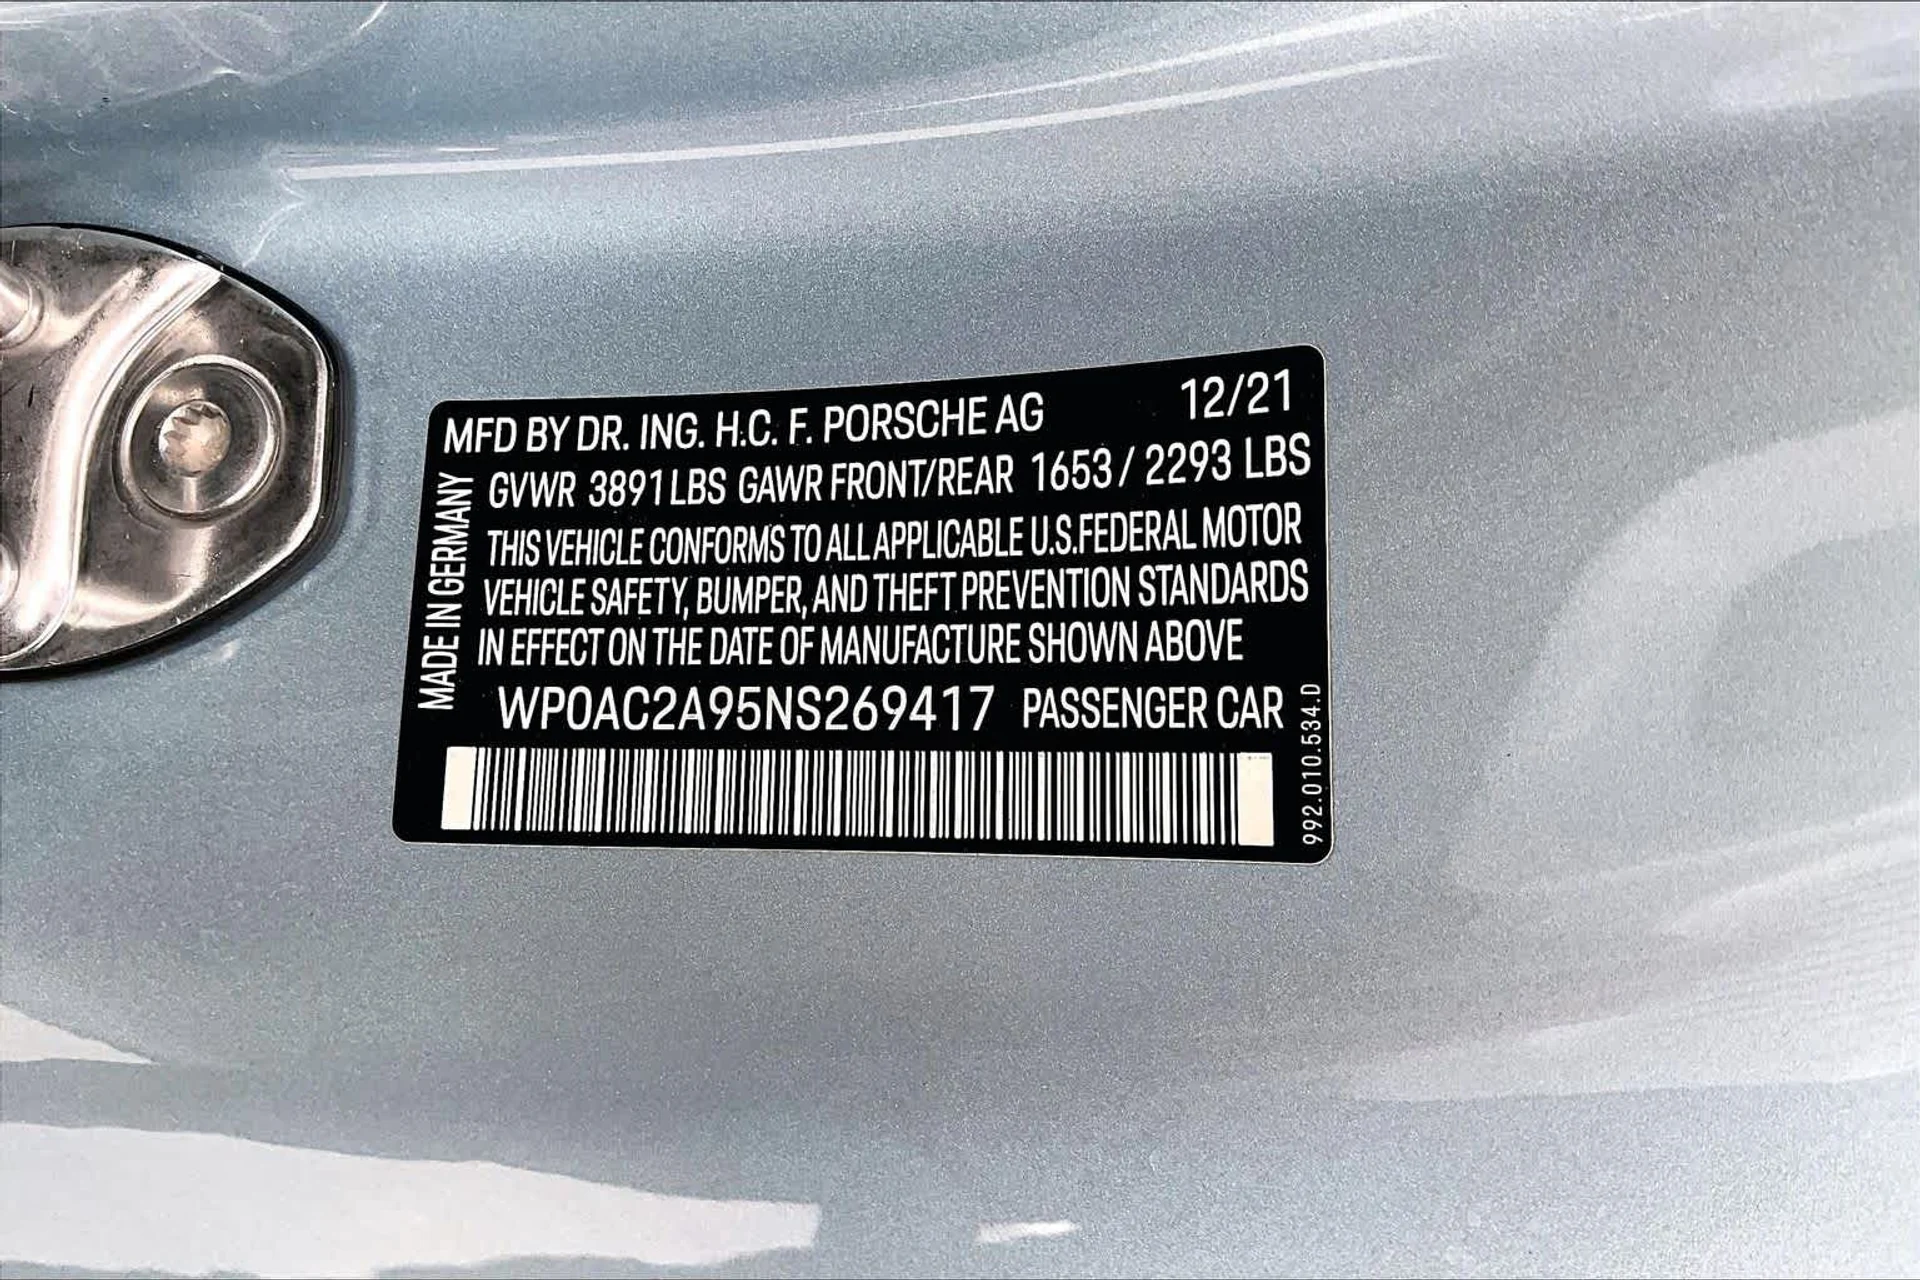 MFD BY DR. ING. H.C. F. PORSCHE AG 12/21
GVWR 3891 LBS GAWR FRONT/REAR 1653 / 2293 LBS
THIS VEHICLE CONFORMS TO ALL APPLICABLE U.S.FEDERAL MOTOR
VEHICLE SAFETY, BUMPER, AND THEFT PREVENTION STANDARDS
IN EFFECT ON THE DATE OF MANUFACTURE SHOWN ABOVE
WP0AC2A95NS269417 PASSENGER CAR
MADE IN GERMANY
992.010.534.D